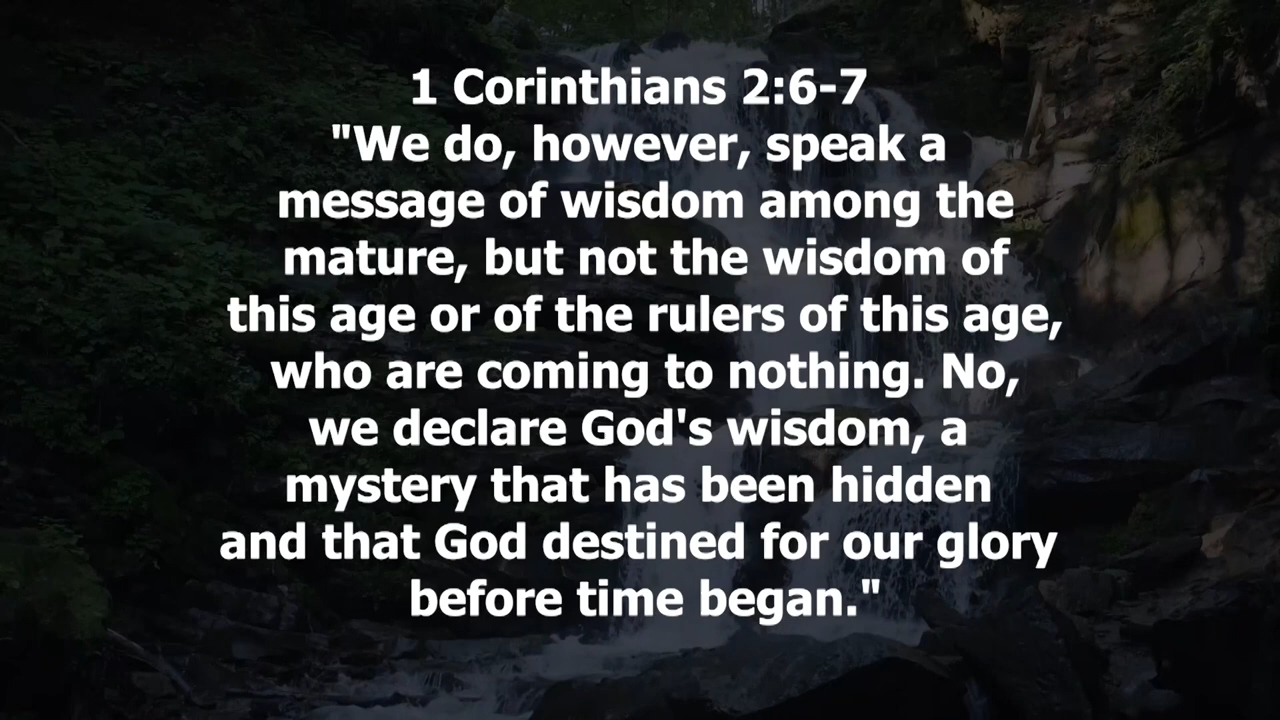 1 Corinthians 2:6-7
"We do, however, speak a
message of wisdom among the
mature, but not the wisdom of
this age or of the rulers of this age,
who are coming to nothing. No,
we declare God's wisdom, a
mystery that has been hidden
and that God destined for our glory
before time began."